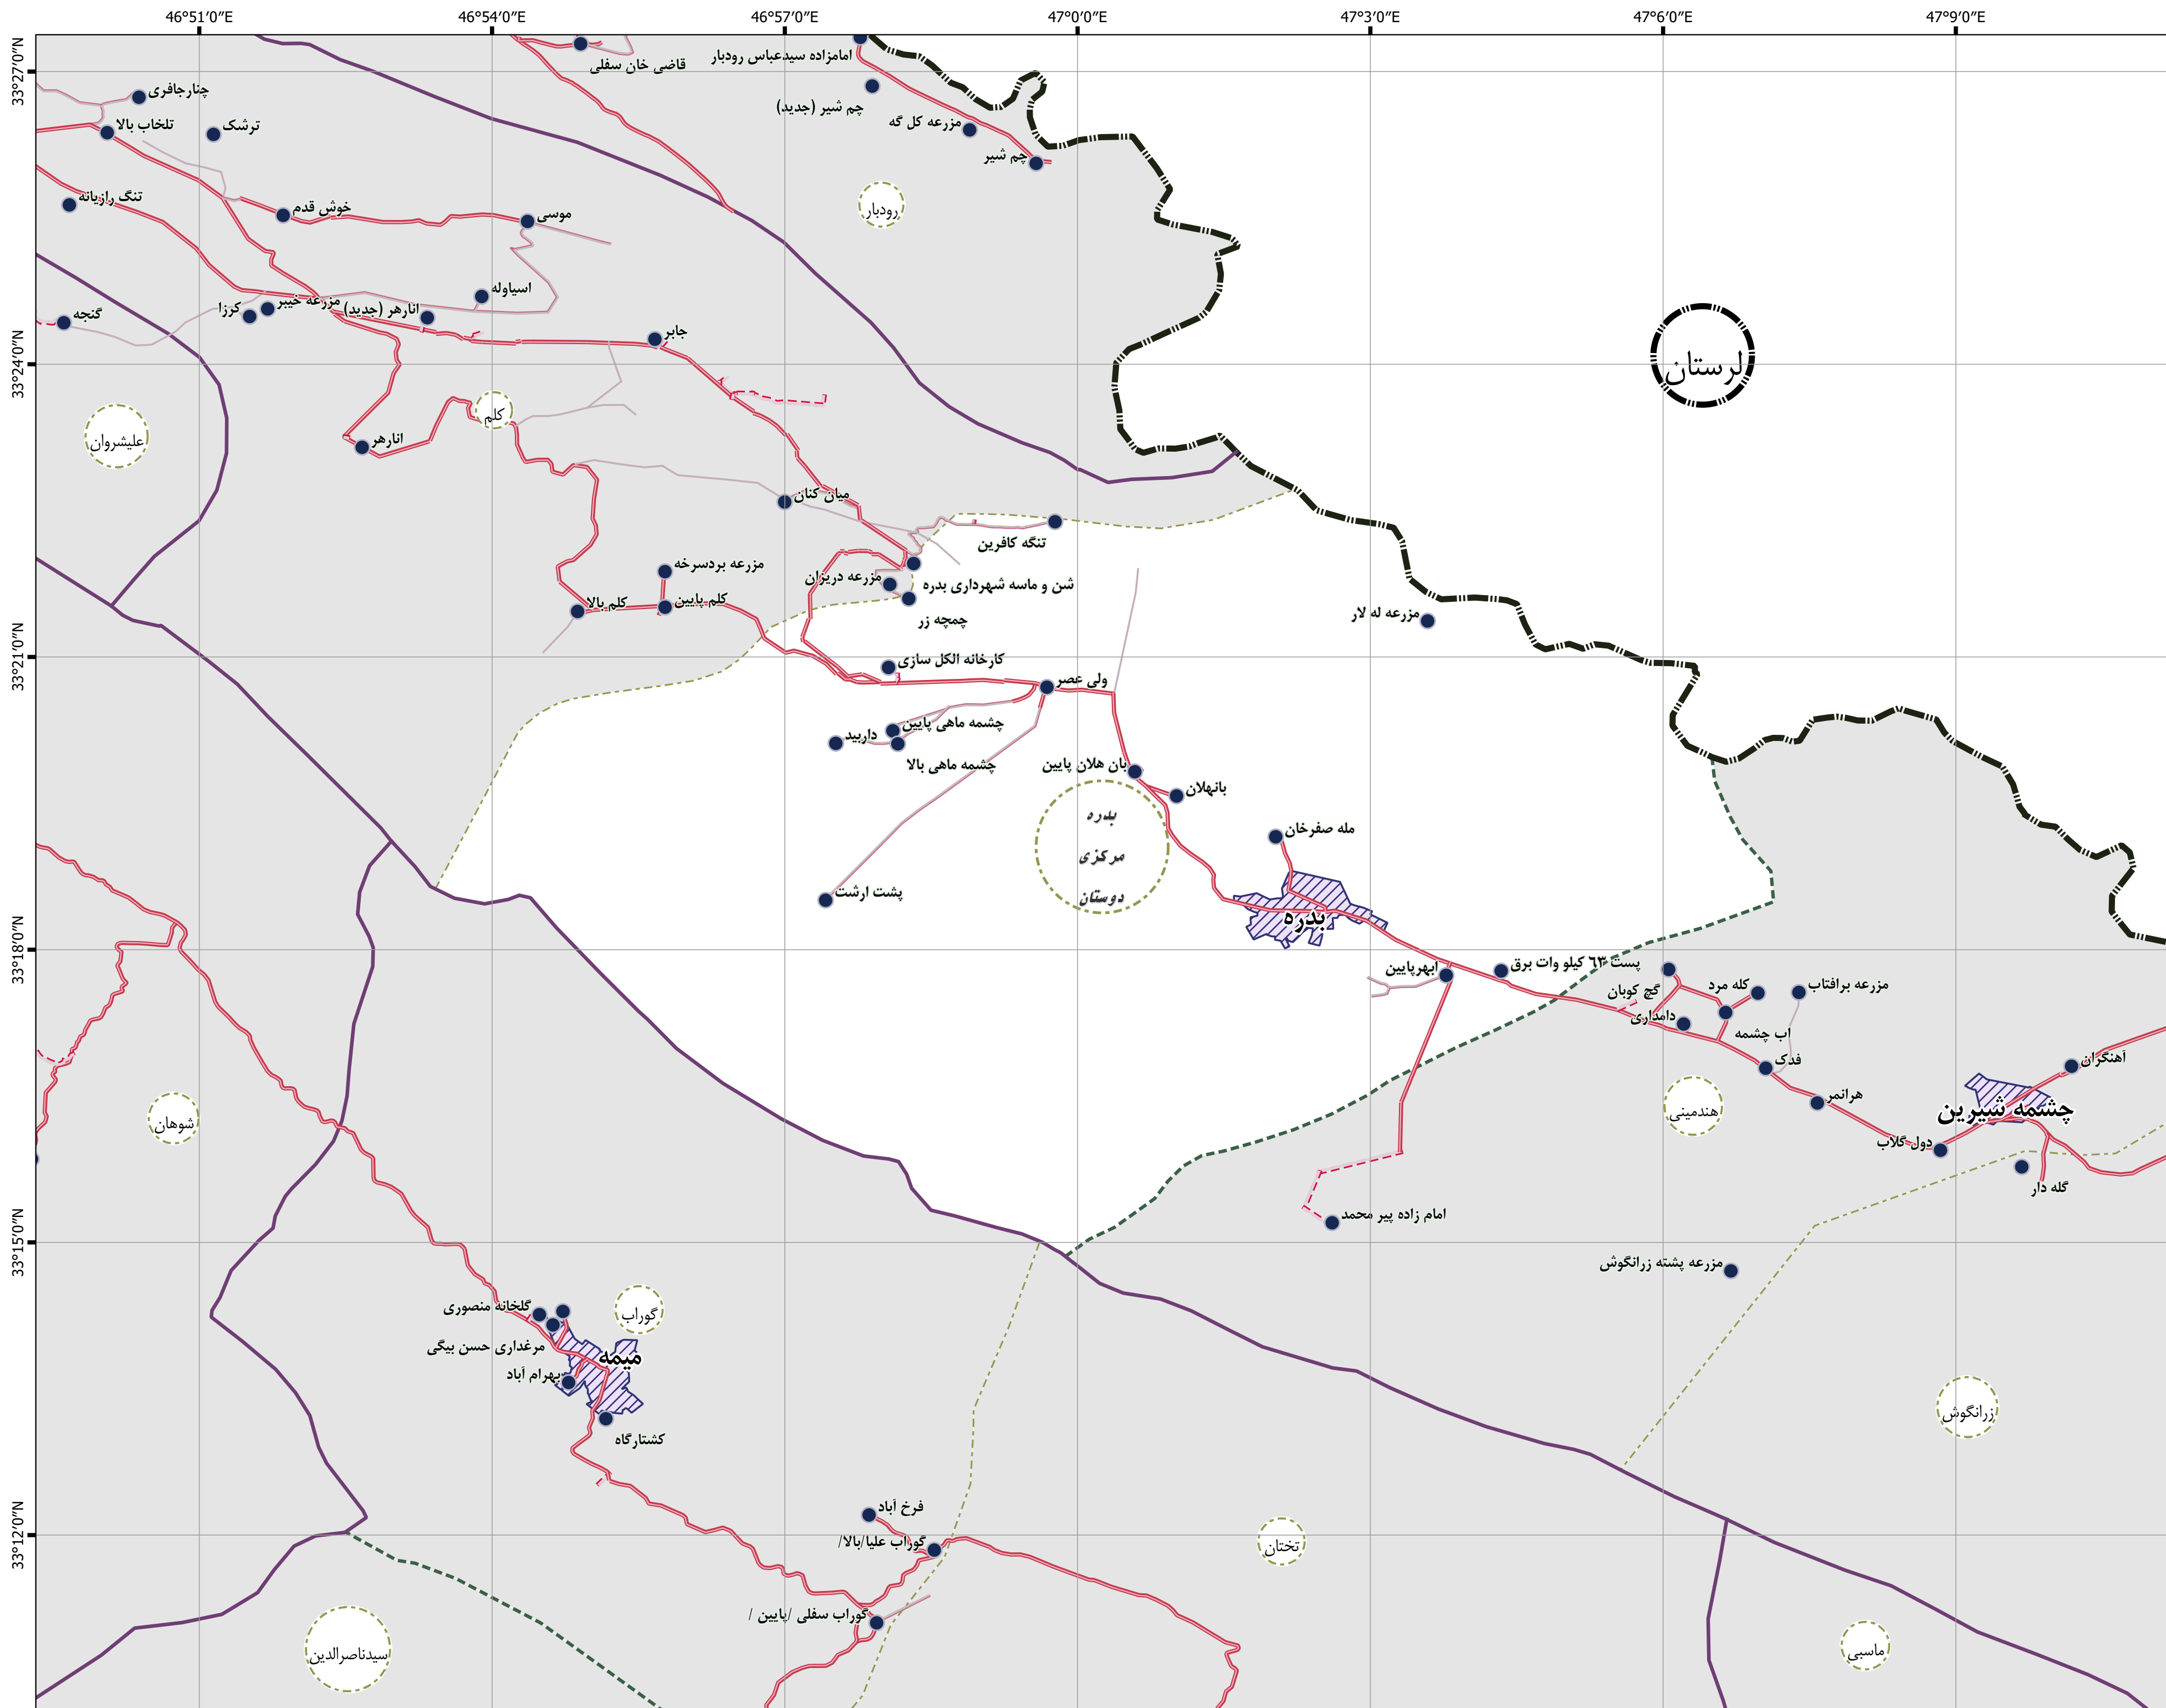 46°51'0"E
46°54'0"E
46°57'0"E
47°0'0"E
47°3'0"E
47°6'0"E
47°9'0"E
33°27'0"N
33°24'0"N
33°21'0"N
33°18'0"N
33°15'0"N
33°12'0"N
امامزاده سیدعباس رودبار
قاضی خان سفلی
چنارجافری
چم شیر (جدید)
مزرعه کل گه
تلخاب بالا
ترشک
چم شیر
تنگ رازیانه
خوش قدم
موسی
رودبار
اسپاوله
مزرعه خیبر
کرزا
انارهر (جدید)
گنجه
جابر
لرستان
کلم
علیشروان
انارهر
میان کنان
تنگه کافرین
مزرعه بردسرخه
مزرعه دریزان
شن و ماسه شهرداری بدره
کلم بالا
کلم پایین
چمچه زر
مزرعه له لار
کارخانه الکل سازی
ولی عصر
چشمه ماهی پایین
داربید
چشمه ماهی بالا
بان هلان پایین
بانهلان
بدره
مرکزی
دوستان
مله صفرخان
پشت ارشت
بدره
ابهرپایین
پست ٦٣ کیلو وات برق
گچ کوبان
کله مرد
مزرعه برافتاب
دامداری
اب چشمه
فدک
آهنگران
هرانمر
هندمینی
چشمه شیرین
دول گلاب
گله دار
شوهان
امام زاده پیر محمد
مزرعه پشته زرانگوش
گلخانه منصوری
گوراب
مرغداری حسن بیگی
میمه
بهرام آباد
کشتارگاه
زرانگوش
فرخ آباد
گوراب علیا/بالا/
تختان
گوراب سفلی /پایین /
سیدناصرالدین
ماسبی